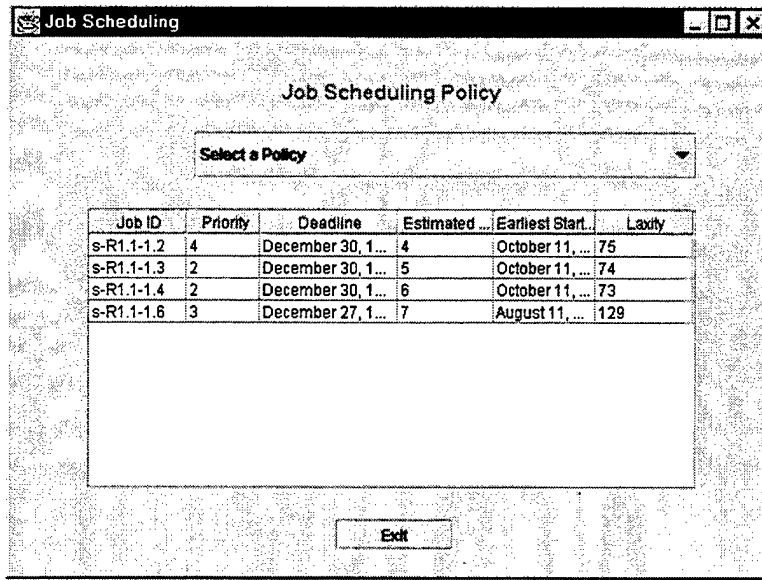 Job Scheduling
Job Scheduling Policy
Select a Policy
Job ID Priority Deadline Estimated ... Earliest Start... Laxity
s-R1.1-1.2 4 December 30, 1... 4 October 11, ... 75
s-R1.1-1.3 2 December 30, 1... 5 October 11, ... 74
s-R1.1-1.4 2 December 30, 1... 6 October 11, ... 73
s-R1.1-1.6 3 December 27, 1... 7 August 11, ... 129
Exit